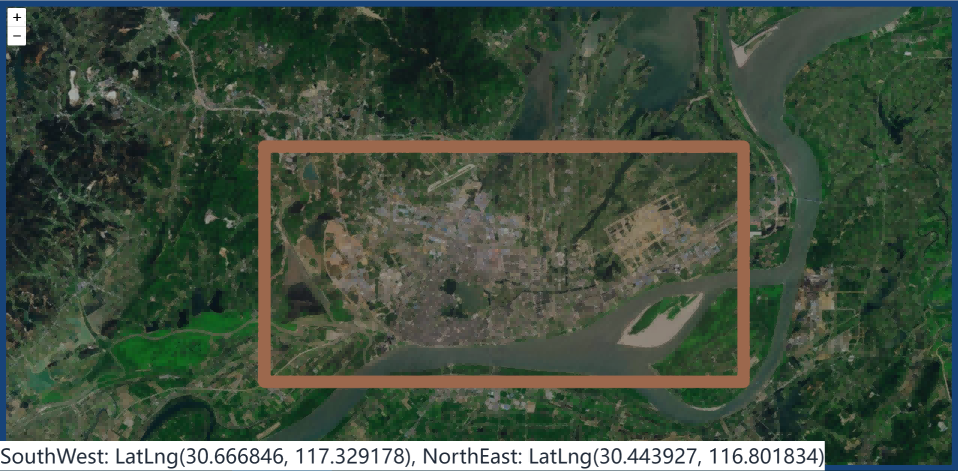 +
−
SouthWest: LatLng(30.666846, 117.329178), NorthEast: LatLng(30.443927, 116.801834)